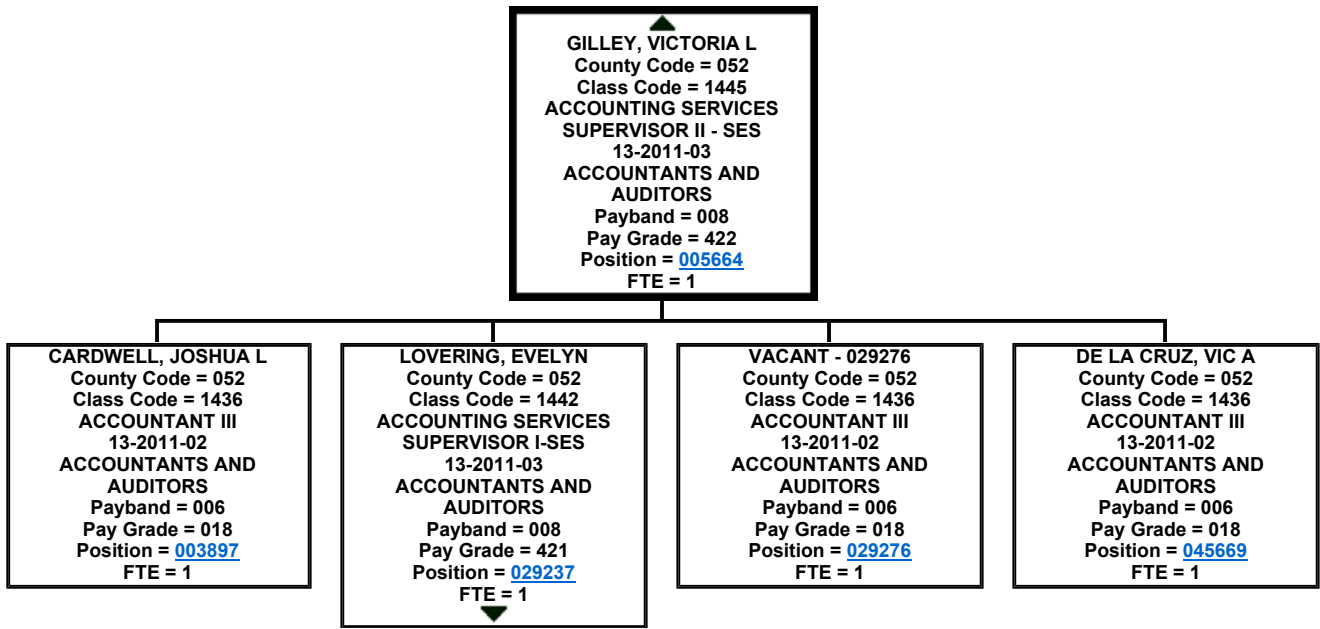 GILLEY, VICTORIA L
County Code = 052
Class Code = 1445
ACCOUNTING SERVICES
SUPERVISOR II - SES
13-2011-03
ACCOUNTANTS AND
AUDITORS
Payband = 008
Pay Grade = 422
Position = 005664
FTE = 1
CARDWELL, JOSHUA L
County Code = 052
Class Code = 1436
ACCOUNTANT III
13-2011-02
ACCOUNTANTS AND
AUDITORS
Payband = 006
Pay Grade = 018
Position = 003897
FTE = 1
LOVERING, EVELYN
County Code = 052
Class Code = 1442
ACCOUNTING SERVICES
SUPERVISOR I-SES
13-2011-03
ACCOUNTANTS AND
AUDITORS
Payband = 008
Pay Grade = 421
Position = 029237
FTE = 1
VACANT - 029276
County Code = 052
Class Code = 1436
ACCOUNTANT III
13-2011-02
ACCOUNTANTS AND
AUDITORS
Payband = 006
Pay Grade = 018
Position = 029276
FTE = 1
DE LA CRUZ, VIC A
County Code = 052
Class Code = 1436
ACCOUNTANT III
13-2011-02
ACCOUNTANTS AND
AUDITORS
Payband = 006
Pay Grade = 018
Position = 045669
FTE = 1